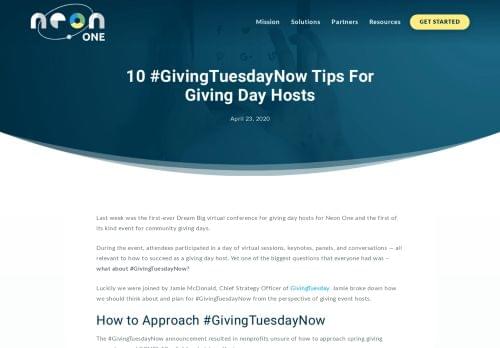 neon
ONE
Mission Solutions Partners Resources GET STARTED
10 #GivingTuesdayNow Tips For
Giving Day Hosts
April 23, 2020
Last week was the first-ever Dream Big virtual conference for giving day hosts for Neon One and the first of
its kind event for community giving days.
During the event, attendees participated in a day of virtual sessions, keynotes, panels, and conversations — all
relevant to how to succeed as a giving day host. Yet one of the biggest questions that everyone had was –
what about #GivingTuesdayNow?
Luckily we were joined by Jamie McDonald, Chief Strategy Officer of GivingTuesday. Jamie broke down how
we should think about and plan for #GivingTuesdayNow from the perspective of giving event hosts.
How to Approach #GivingTuesdayNow
The #GivingTuesdayNow announcement resulted in nonprofits unsure of how to approach spring giving